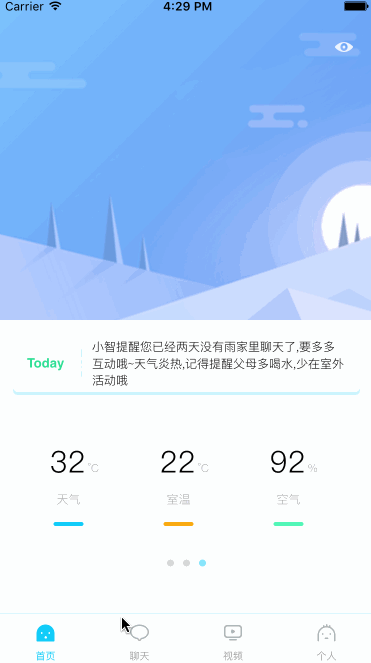 Carrier 4:29 PM
Today
小智提醒您已经两天没有雨家里聊天了,要多多
互动哦~天气炎热,记得提醒父母多喝水,少在室外
活动哦
32℃ 22℃ 92%
天气 室温 空气
首页 聊天 视频 个人